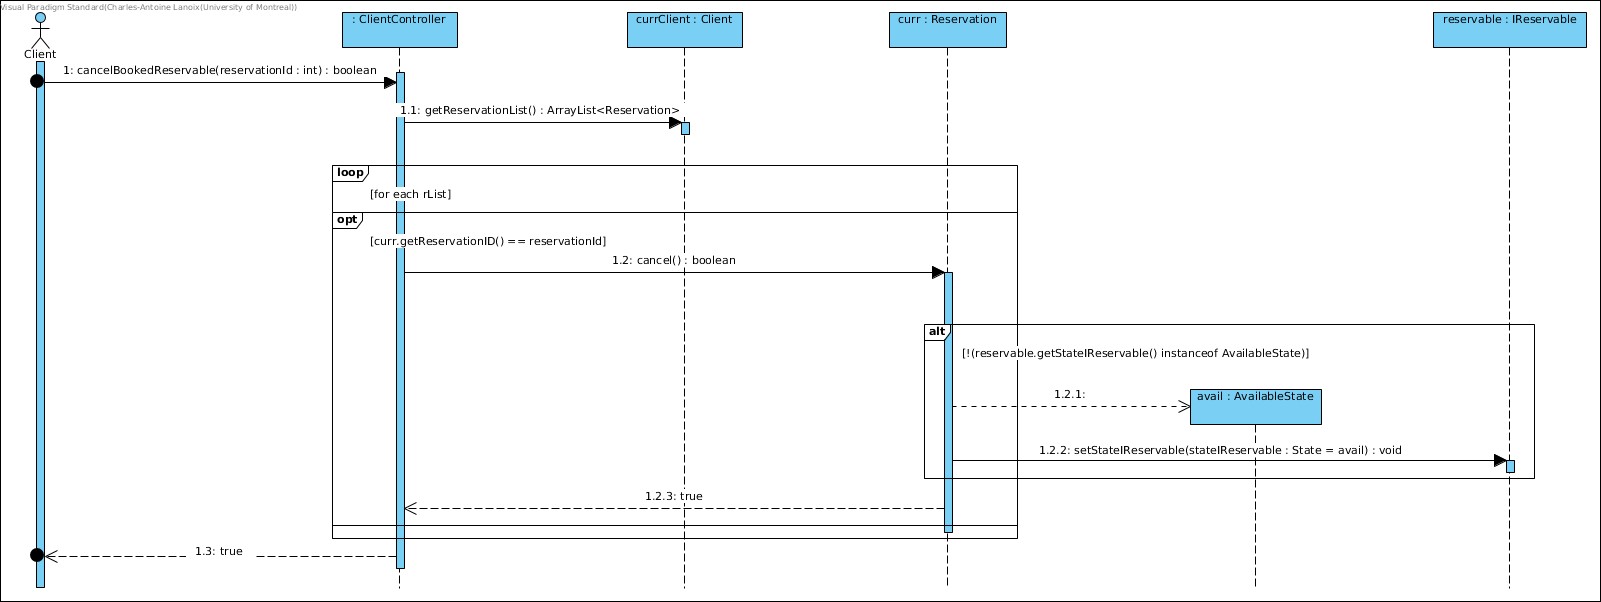 Visual Paradigm Standard(Charles-Antoine Lanoix(University of Montreal))
Client
: ClientController
currClient : Client
curr : Reservation
reservable : IReservable
1: cancelBookedReservable(reservationId : int) : boolean
1.1: getReservationList() : ArrayList<Reservation>
loop
[for each rList]
opt
[curr.getReservationID() == reservationId]
1.2: cancel() : boolean
alt
[!(reservable.getStateIReservable() instanceof AvailableState)]
1.2.1:
avail : AvailableState
1.2.2: setStateIReservable(stateIReservable : State = avail) : void
1.2.3: true
1.3: true